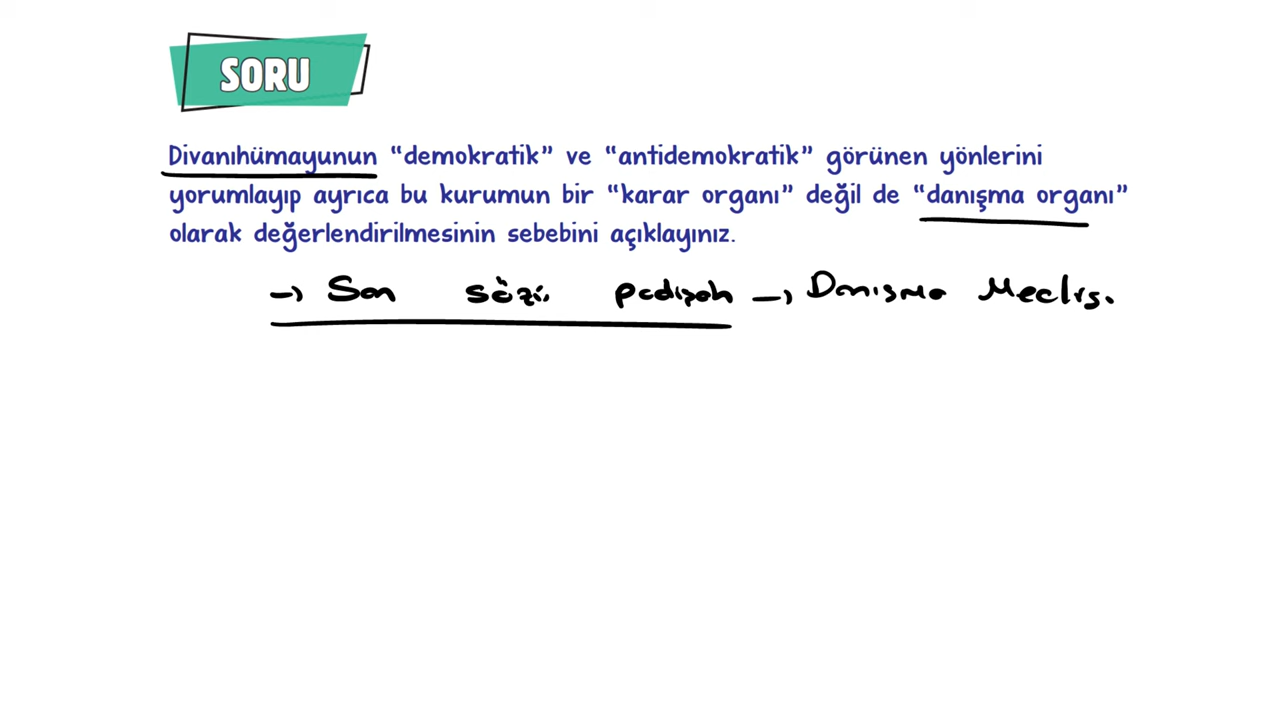 SORU
Divanıhümayunun “demokratik” ve “antidemokratik” görünen yönlerini
yorumlayıp ayrıca bu kurumun bir “karar organı” değil de “danışma organı”
olarak değerlendirilmesinin sebebini açıklayınız.
→ Son sözü padişah → Danışma Meclisi